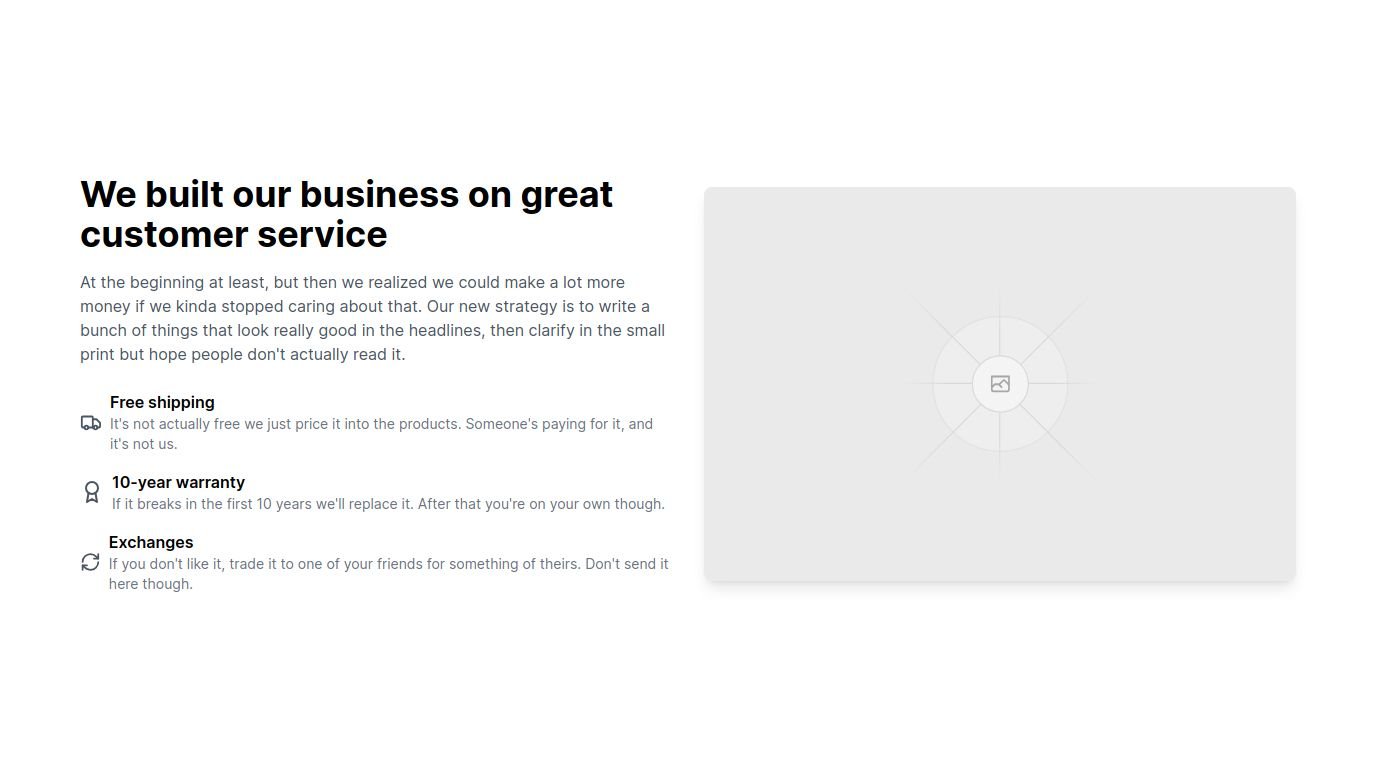 We built our business on great
customer service
At the beginning at least, but then we realized we could make a lot more
money if we kinda stopped caring about that. Our new strategy is to write a
bunch of things that look really good in the headlines, then clarify in the small
print but hope people don't actually read it.
Free shipping
It's not actually free we just price it into the products. Someone's paying for it, and
it's not us.
10-year warranty
If it breaks in the first 10 years we'll replace it. After that you're on your own though.
Exchanges
If you don't like it, trade it to one of your friends for something of theirs. Don't send it
here though.